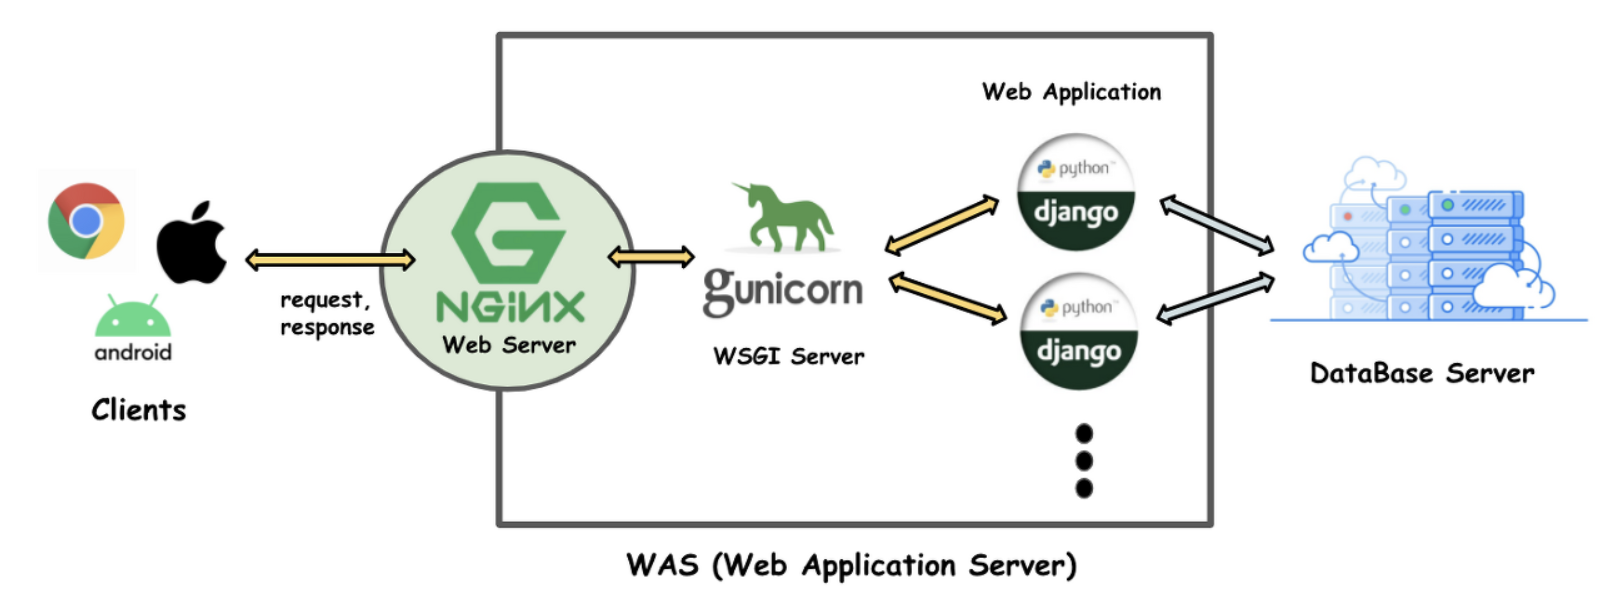 Web Application
python™
django
python™
django
NGiNX
Web Server
gunicorn
WSGI Server
request,
response
android
Clients
DataBase Server
WAS (Web Application Server)